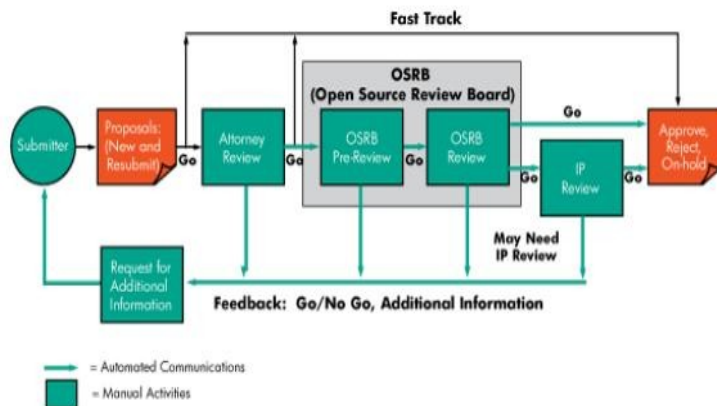 Fast Track
OSRB
(Open Source Review Board)
Submitter
Proposals:
(New and
Resubmit)
Go
Attorney
Review
Go
OSRB
Pre-Review
Go
OSRB
Review
Go
Go
IP
Review
Go
Approve,
Reject,
On-hold
May Need
IP Review
Request for
Additional
Information
Feedback: Go/No Go, Additional Information
= Automated Communications
= Manual Activities